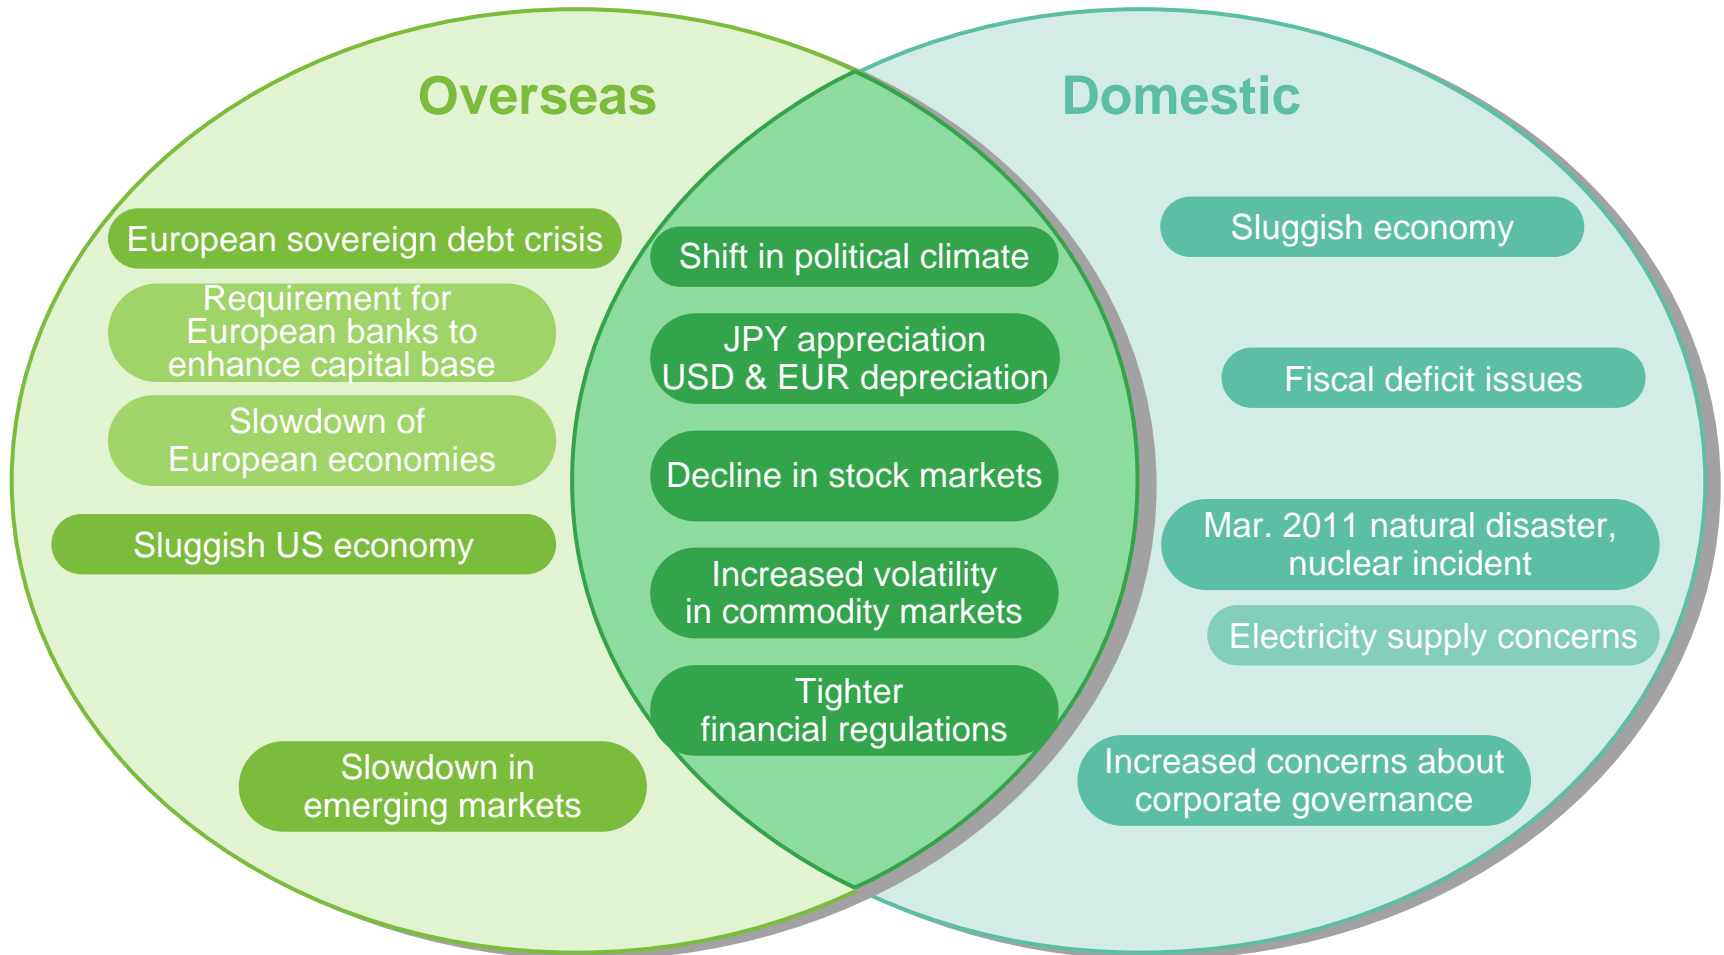 Overseas
European sovereign debt crisis
Requirement for
European banks to
enhance capital base
Slowdown of
European economies
Sluggish US economy
Slowdown in
emerging markets
Shift in political climate
JPY appreciation
USD & EUR depreciation
Decline in stock markets
Increased volatility
in commodity markets
Tighter
financial regulations
Domestic
Sluggish economy
Fiscal deficit issues
Mar. 2011 natural disaster,
nuclear incident
Electricity supply concerns
Increased concerns about
corporate governance